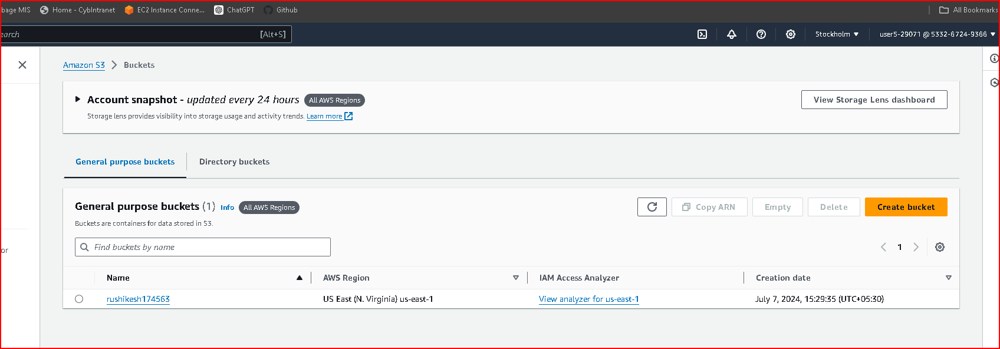 bage MIS Home - CybIntranet EC2 Instance Conne... ChatGPT Github All Bookmarks
earch [Alt+S] Stockholm user5-29071 @ 5332-6724-9366
Amazon S3 Buckets
Account snapshot - updated every 24 hours All AWS Regions View Storage Lens dashboard
Storage lens provides visibility into storage usage and activity trends. Learn more
General purpose buckets Directory buckets
General purpose buckets (1) Info All AWS Regions Copy ARN Empty Delete Create bucket
Buckets are containers for data stored in S3.
Find buckets by name 1
or
Name AWS Region IAM Access Analyzer Creation date
rushikesh174563 US East (N. Virginia) us-east-1 View analyzer for us-east-1 July 7, 2024, 15:29:35 (UTC+05:30)